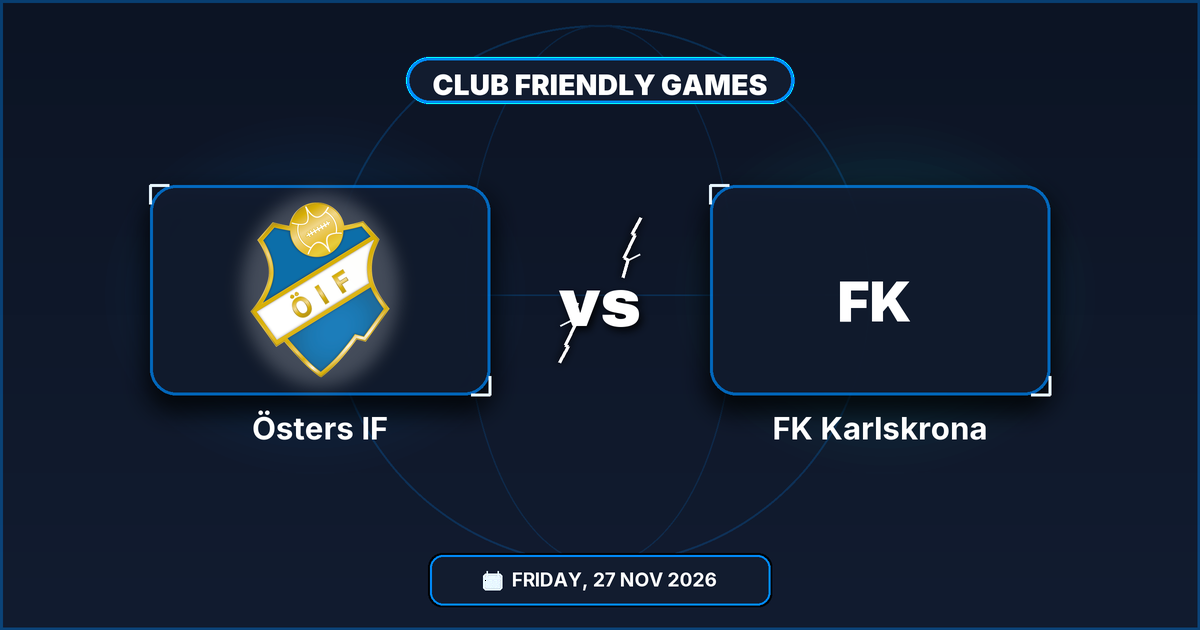 CLUB FRIENDLY GAMES
ÖIF
vs
FK
Östers IF
FK Karlskrona
FRIDAY, 27 NOV 2026